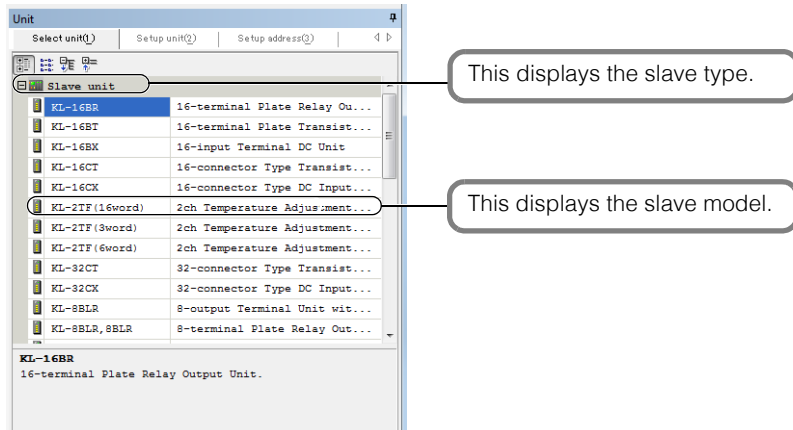 Unit
Select unit(1) Setup unit(2) Setup address(3)
Slave unit
KL-16BR 16-terminal Plate Relay Ou...
KL-16BT 16-terminal Plate Transist...
KL-16BX 16-input Terminal DC Unit
KL-16CT 16-connector Type Transist...
KL-16CX 16-connector Type DC Input...
KL-2TF(16word) 2ch Temperature Adjustment...
KL-2TF(3word) 2ch Temperature Adjustment...
KL-2TF(6word) 2ch Temperature Adjustment...
KL-32CT 32-connector Type Transist...
KL-32CX 32-connector Type DC Input...
KL-8BLR 8-output Terminal Unit wit...
KL-8BLR,8BLR 8-terminal Plate Relay Out...
KL-16BR
16-terminal Plate Relay Output Unit.
This displays the slave type.
This displays the slave model.